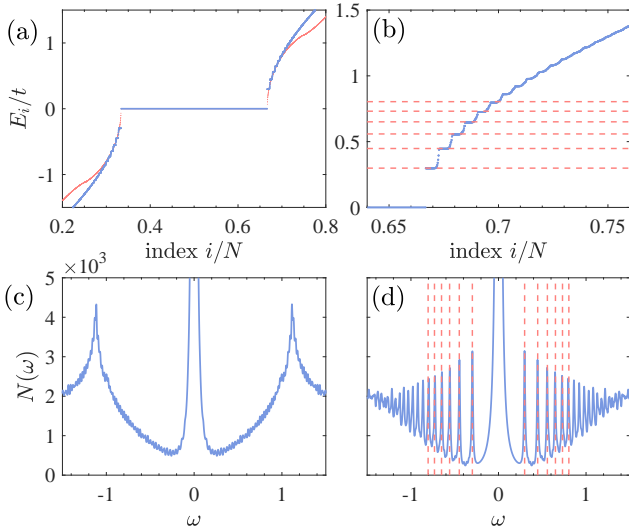 (a)
(b)
E_i/t
1
0
-1
0.2 0.4 0.6 0.8
index i/N
1.5
1
0.5
0
0.65 0.7 0.75
index i/N
×10³
(c)
(d)
N(ω)
5
4
3
2
1
0
-1 0 1
ω
-1 0 1
ω